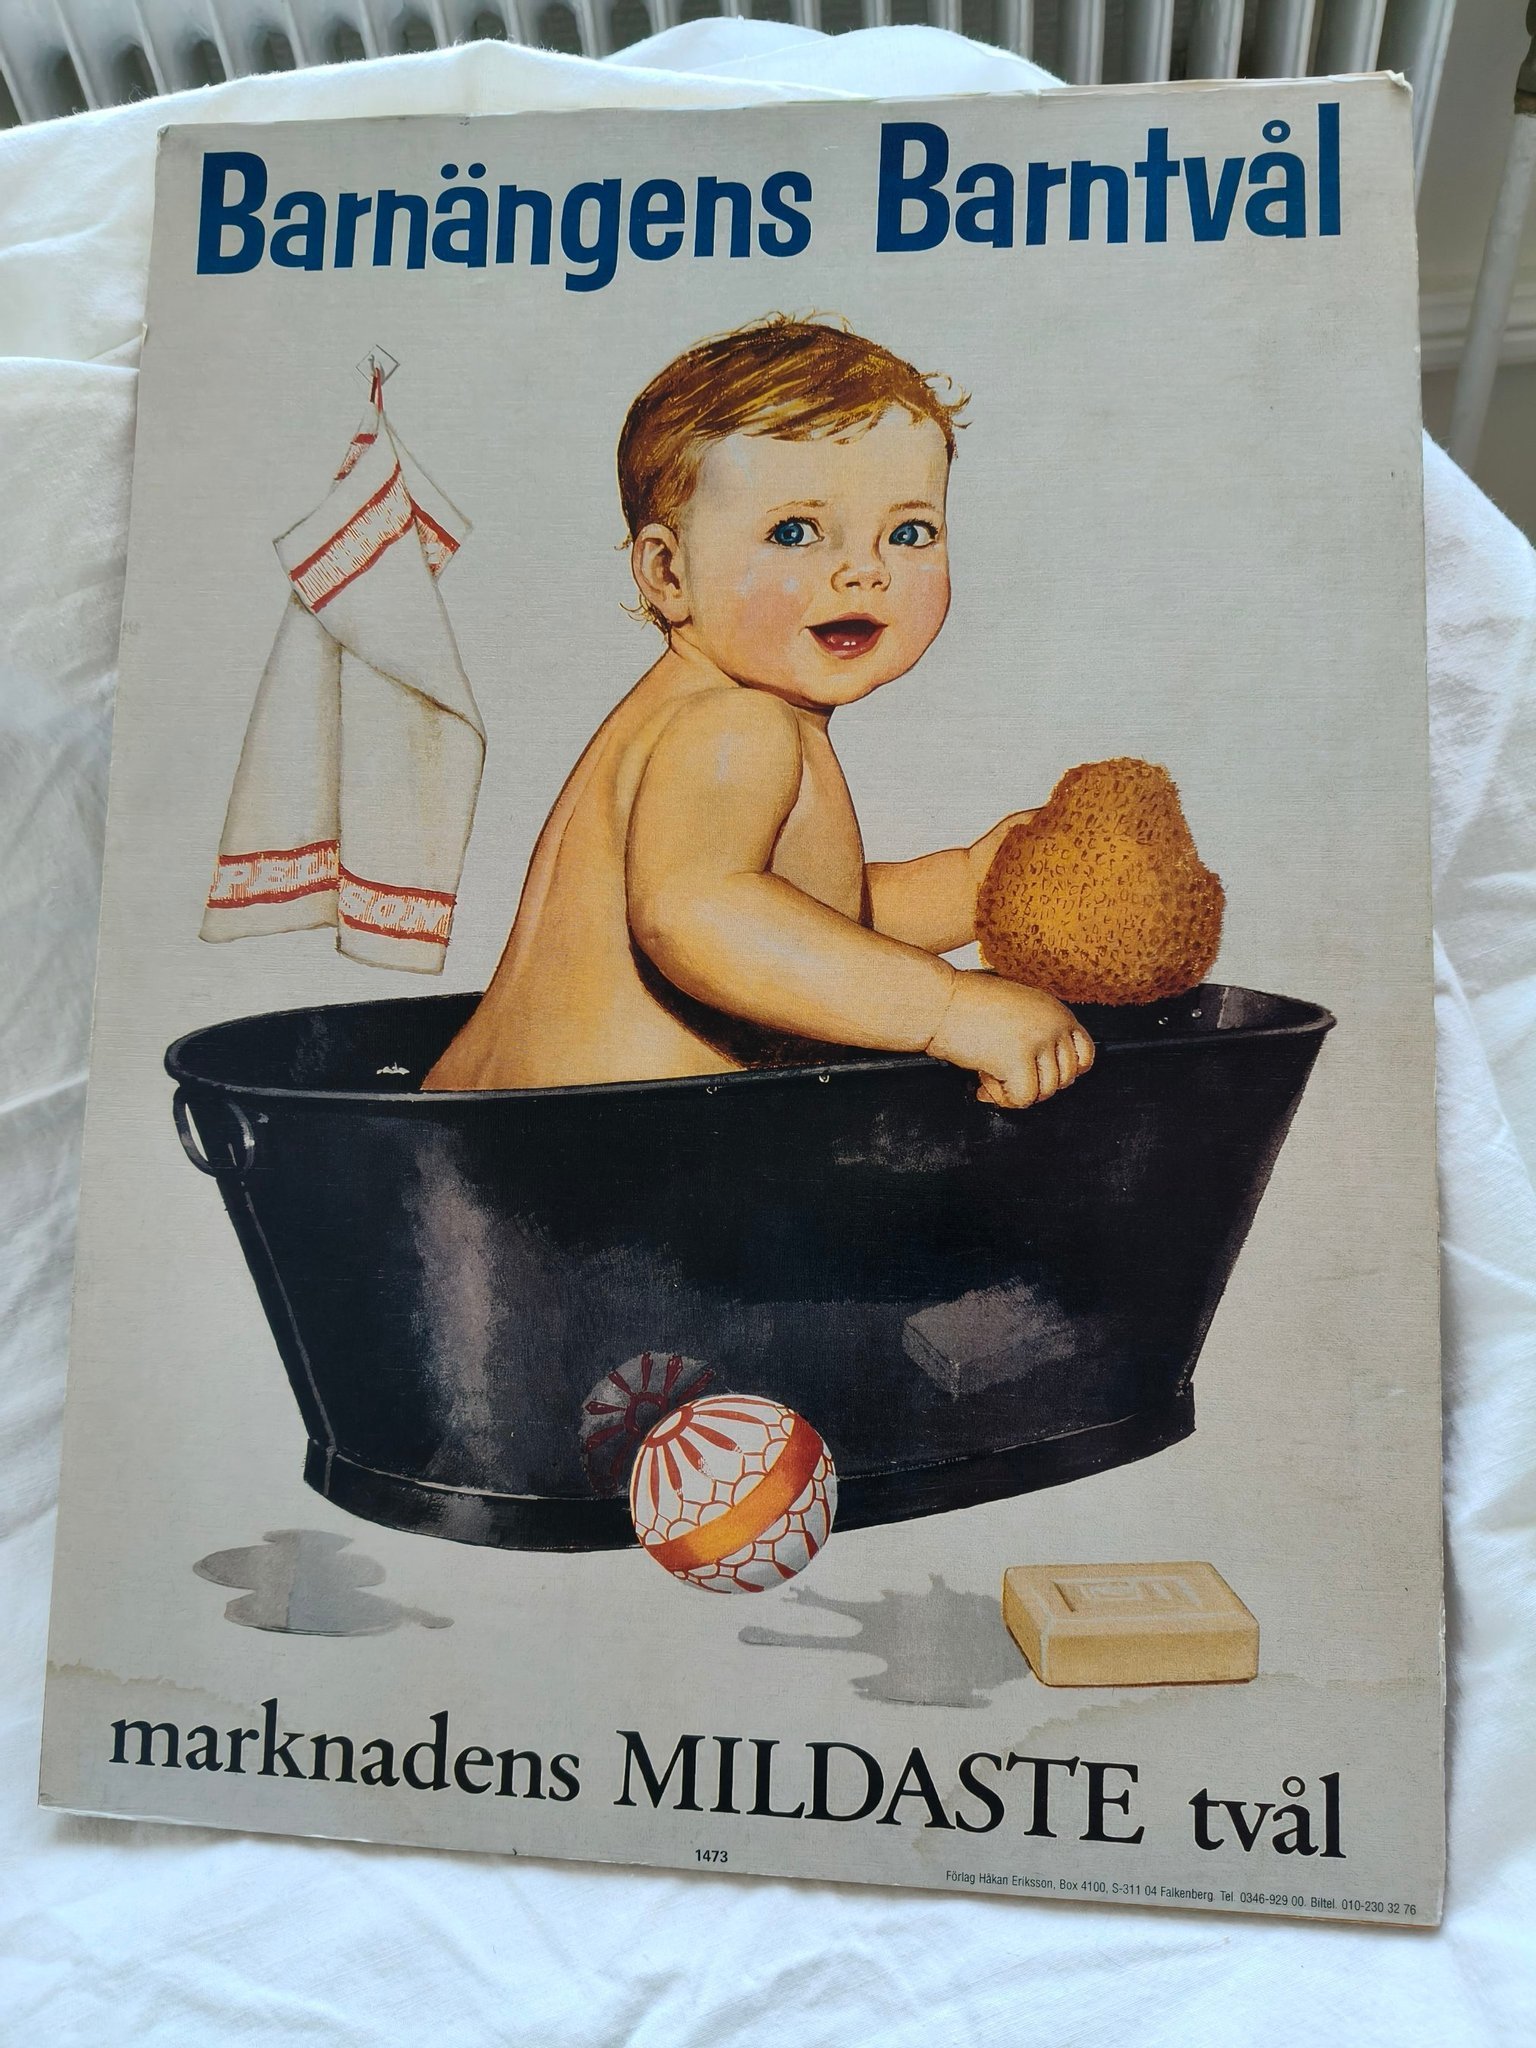 Barnängens Barntvål
marknadens MILDASTE tvål
1473
Förlag Håkan Eriksson, Box 4100, S-311 04 Falkenberg. Tel. 0346-929 00. Biltel. 010-230 32 76